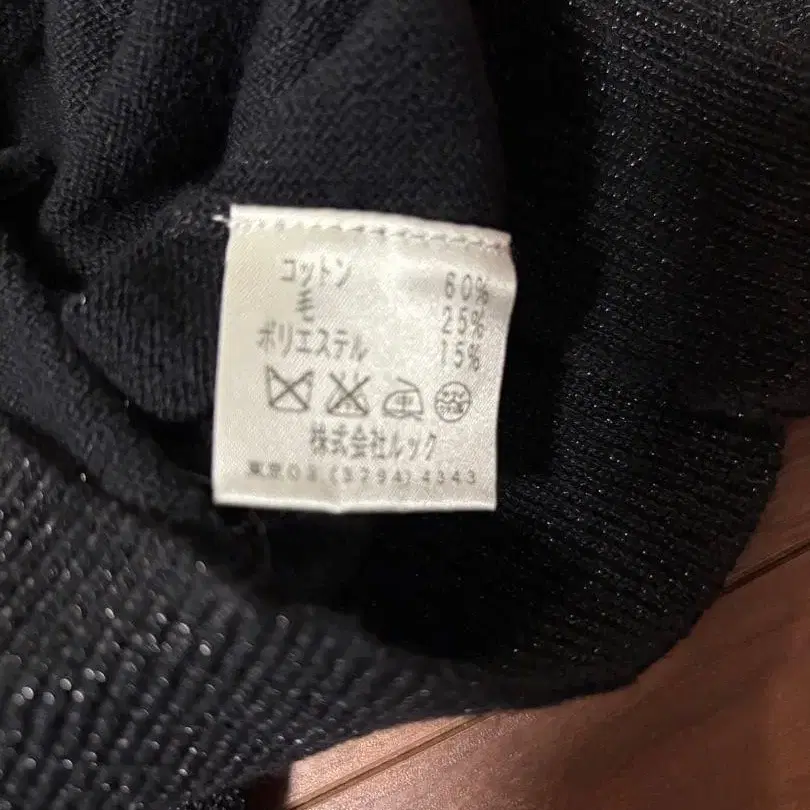 コットン 60%
25%
ポリエステル 15%
株式会社ルック
東京03(3794)4343